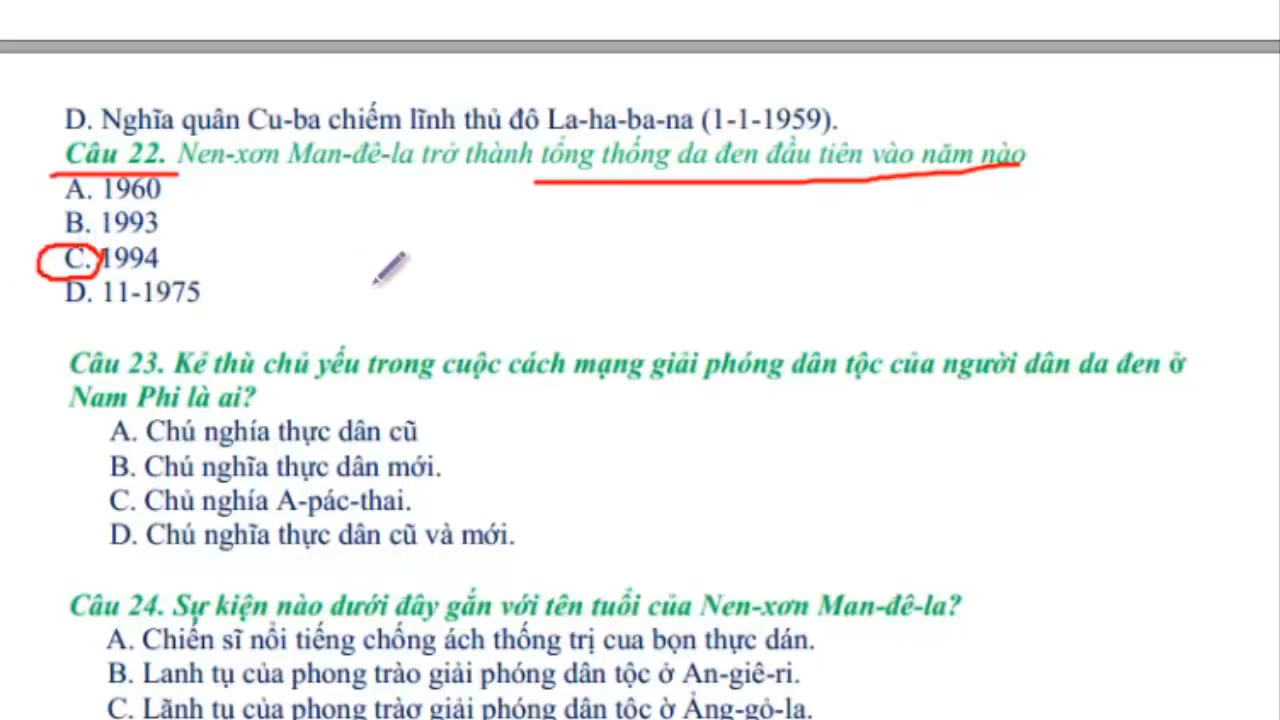 D. Nghĩa quân Cu-ba chiếm lĩnh thủ đô La-ha-ba-na (1-1-1959).
Câu 22. Nen-xơn Man-đê-la trở thành tổng thống da đen đầu tiên vào năm nào
A. 1960
B. 1993
C. 1994
D. 11-1975
Câu 23. Kẻ thù chủ yếu trong cuộc cách mạng giải phóng dân tộc của người dân da đen ở
Nam Phi là ai?
A. Chú nghía thực dân cũ
B. Chú nghĩa thực dân mới.
C. Chủ nghía A-pác-thai.
D. Chú nghĩa thực dân cũ và mới.
Câu 24. Sự kiện nào dưới đây gắn với tên tuổi của Nen-xơn Man-đê-la?
A. Chiến sĩ nổi tiếng chống ách thống trị cua bọn thực dán.
B. Lanh tụ của phong trào giải phóng dân tộc ở An-giê-ri.
C. Lãnh tụ của phong trào giải phóng dân tộc ở Ảng-gô-la.